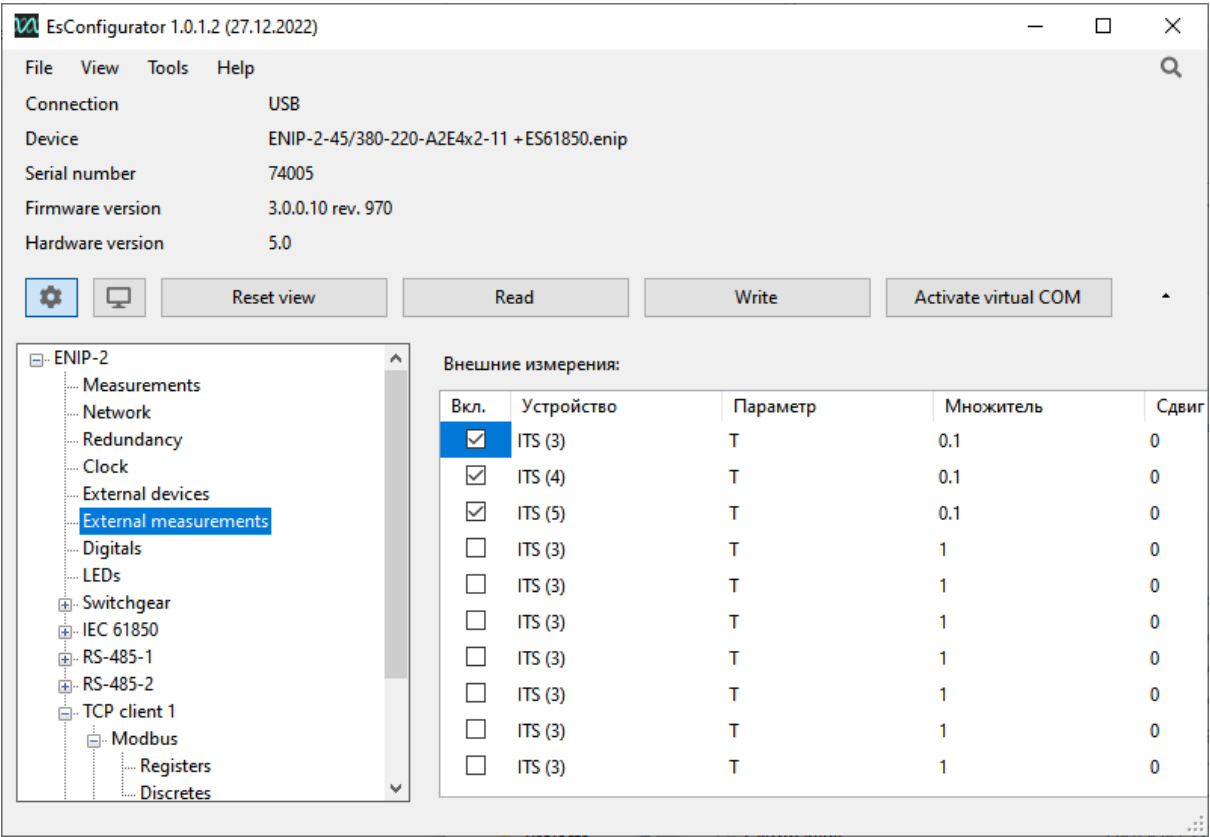 EsConfigurator 1.0.1.2 (27.12.2022)
File View Tools Help
Connection USB
Device ENIP-2-45/380-220-A2E4x2-11 +ES61850.enip
Serial number 74005
Firmware version 3.0.0.10 rev. 970
Hardware version 5.0
Reset view Read Write Activate virtual COM
ENIP-2
Measurements
Network
Redundancy
Clock
External devices
External measurements
Digitals
LEDs
Switchgear
IEC 61850
RS-485-1
RS-485-2
TCP client 1
Modbus
Registers
Discretes
Внешние измерения:
Вкл. Устройство Параметр Множитель Сдвиг
ITS (3) T 0.1 0
ITS (4) T 0.1 0
ITS (5) T 0.1 0
ITS (3) T 1 0
ITS (3) T 1 0
ITS (3) T 1 0
ITS (3) T 1 0
ITS (3) T 1 0
ITS (3) T 1 0
ITS (3) T 1 0